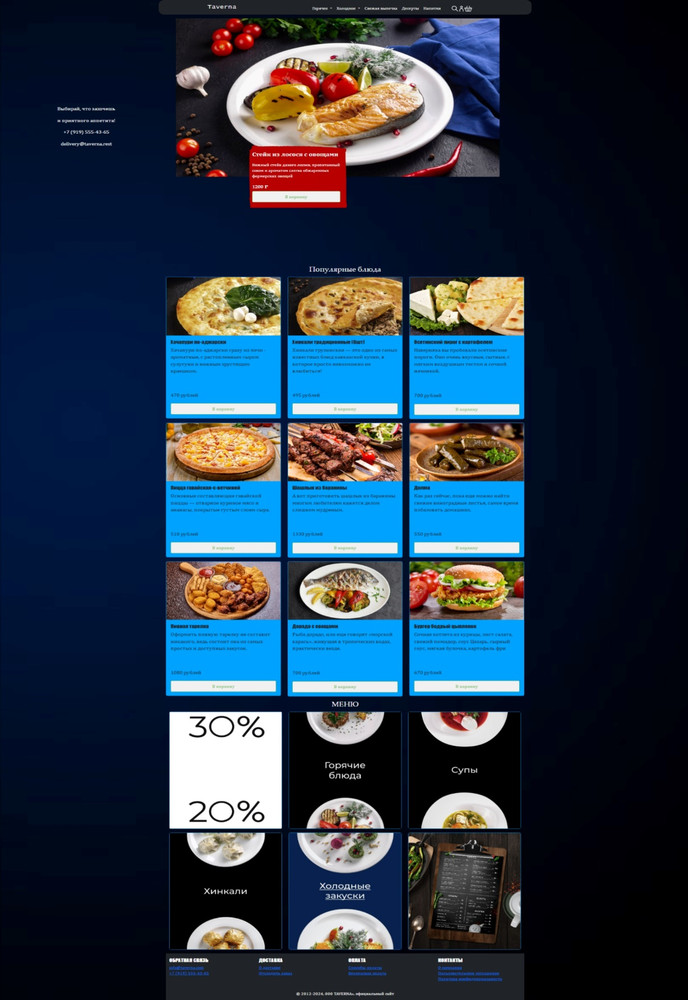 Taverna
Горячее
Холодное
Свежая выпечка
Десерты
Напитки
Выбирай, что захочешь
и приятного аппетита!
+7 (919) 555-43-65
delivery@taverna.rest
Стейк из лосося с овощами
Нежный стейк дикого лосося, пропитанный
соком и ароматом слегка обжаренных
фермерских овощей
1200 ₽
В корзину
Популярные блюда
Хачапури по-аджарски
Хачапури по-аджарски сразу из печи -
ароматные, с растопленным сыром
сулугуни и нежным хрустящим
краешком.
470 рублей
В корзину
Хинкали традиционные (6шт)
Хинкали грузинские — это одно из самых
известных блюд кавказской кухни, в
которое просто невозможно не
влюбиться!
495 рублей
В корзину
Осетинский пирог с картофелем
Наверняка вы пробовали осетинские
пироги. Они очень вкусные, сытные, с
мягким воздушным тестом и сочной
начинкой.
700 рублей
В корзину
Пицца гавайская-с-ветчиной
Основные составляющие гавайской
пиццы — отварное куриное мясо и
ананасы, покрытые густым слоем сыра.
510 рублей
В корзину
Шашлык из баранины
А вот приготовить шашлык из баранины
многим любителям кажется делом
слишком мудреным.
1330 рублей
В корзину
Долма
Как раз сейчас, пока еще можно найти
свежие виноградные листья, самое время
побаловать домашних.
550 рублей
В корзину
Пивная тарелка
Оформить пивную тарелку не составит
никакого, ведь состоит она из самых
простых и доступных закусок.
1080 рублей
В корзину
Дорадо с овощами
Рыба дорадо, или еще говорят «морской
карась», живущая в тропических водах,
практически везде.
700 рублей
В корзину
Бургер бодрый цыпленок
Сочная котлета из курицы, лист салата,
свежий помидор, соус Цезарь, сырный
соус, мягкая булочка, картофель фри
670 рублей
В корзину
МЕНЮ
30%
20%
Горячие
блюда
Супы
Хинкали
Холодные
закуски
ОБРАТНАЯ СВЯЗЬ
info@taverna.com
+7 (919) 555-43-65
ДОСТАВКА
О доставке
Отследить заказ
ОПЛАТА
Способы оплаты
Безопасная оплата
КОНТАКТЫ
О компании
Пользовательское соглашение
Политика конфиденциальности
© 2012-2024, ООО TAVERNA», официальный сайт